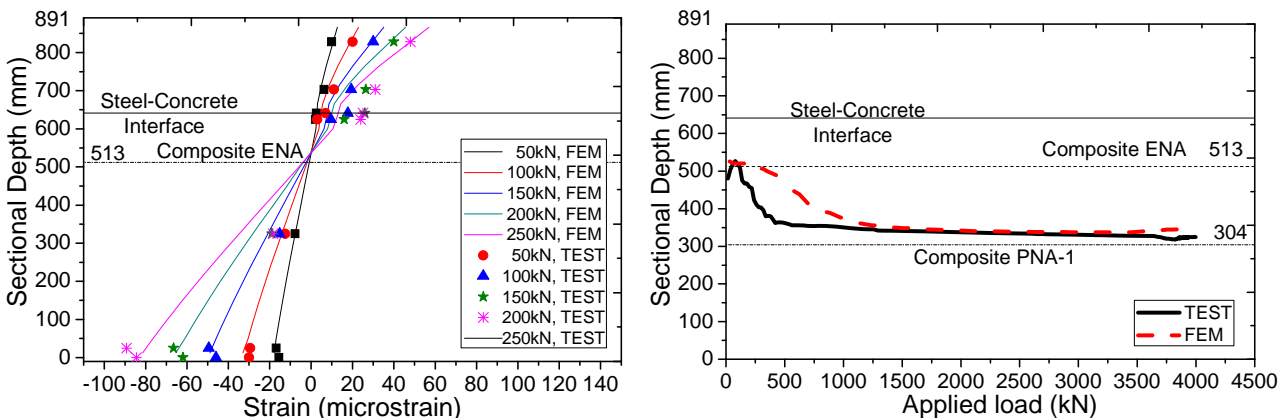 891
800
700
600
500
400
300
200
100
0
Sectional Depth (mm)
Steel-Concrete
Interface
513
Composite ENA
50kN, FEM
100kN, FEM
150kN, FEM
200kN, FEM
250kN, FEM
50kN, TEST
100kN, TEST
150kN, TEST
200kN, TEST
250kN, TEST
-100 -80 -60 -40 -20 0 20 40 60 80 100 120 140
Strain (microstrain)
891
800
700
600
500
400
300
200
100
0
Sectional Depth (mm)
Steel-Concrete
Interface
Composite ENA
513
304
Composite PNA-1
TEST
FEM
0 500 1000 1500 2000 2500 3000 3500 4000 4500
Applied load (kN)